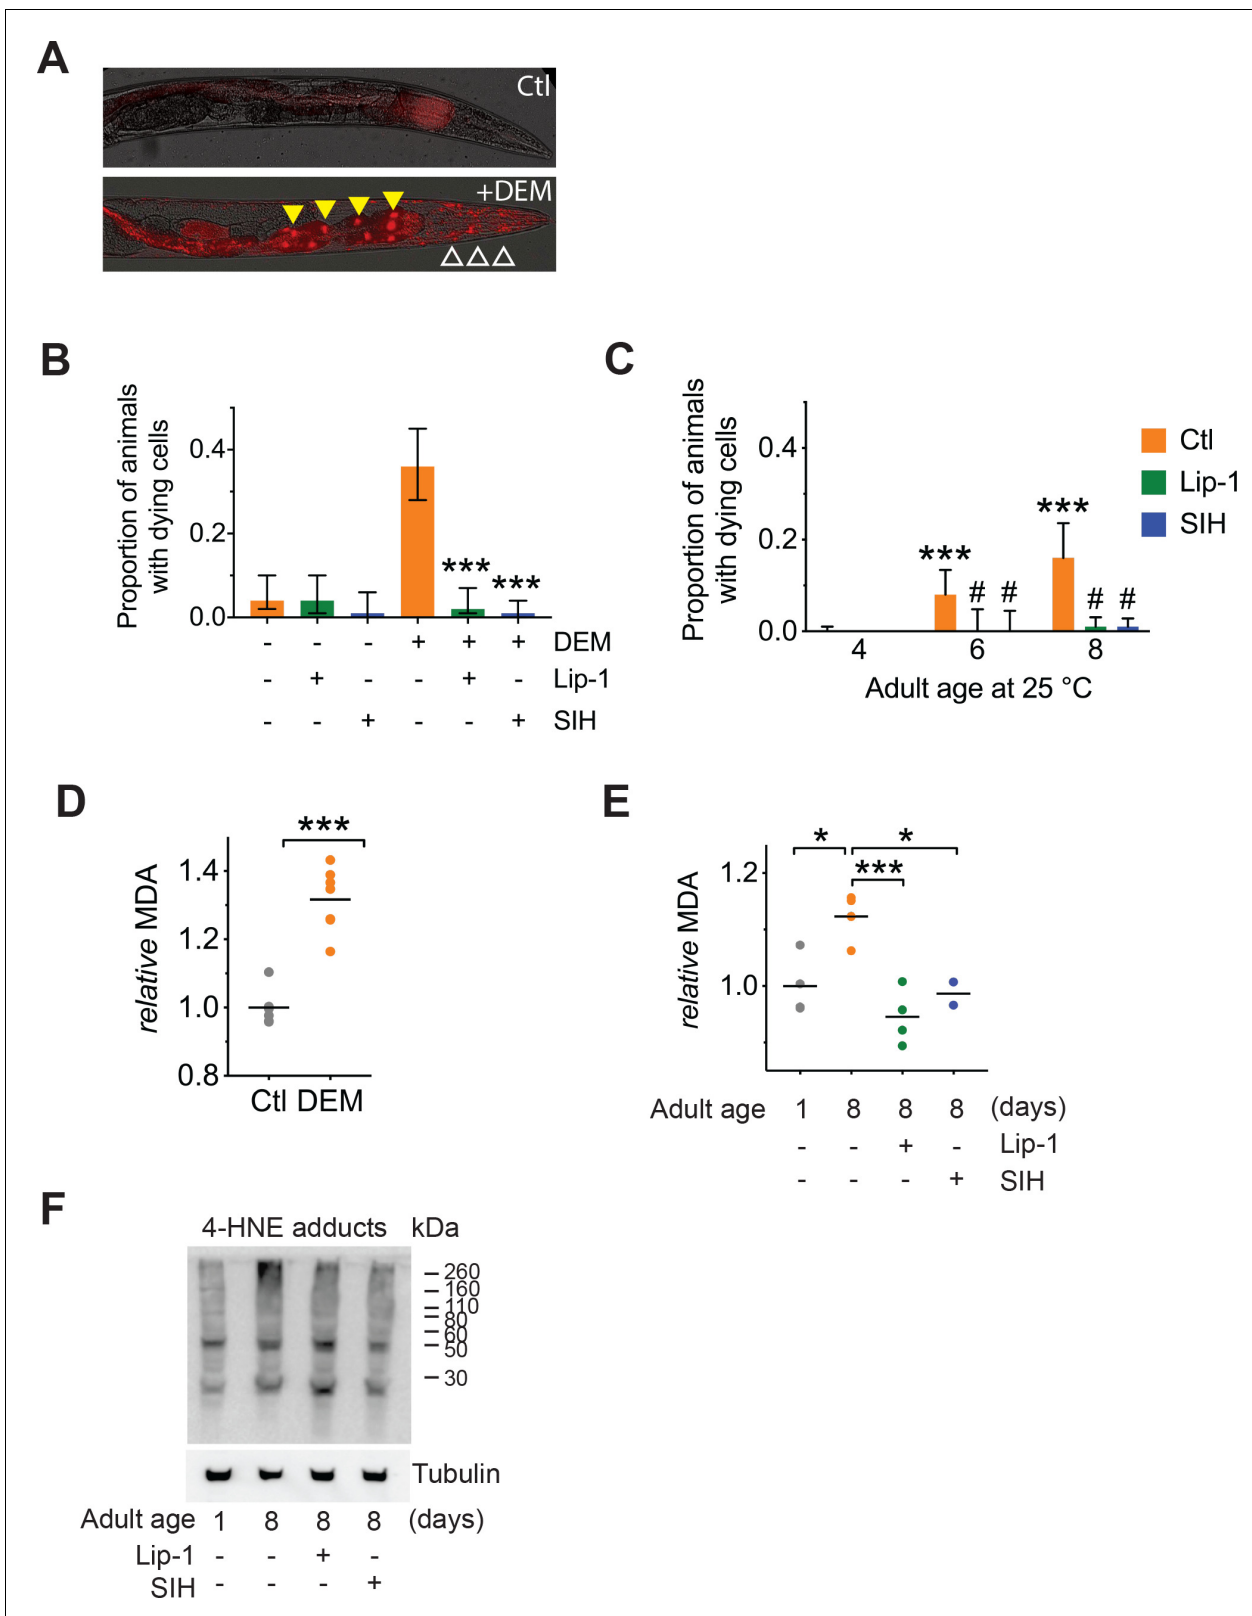 A
Ctl
+DEM
B
Proportion of animals
with dying cells
0.4
0.2
0.0
***
***
- - - + + + DEM
- + - - + - Lip-1
- - + - - + SIH
C
Proportion of animals
with dying cells
0.4
0.2
0.0
***
# #
***
# #
4 6 8
Adult age at 25 °C
Ctl
Lip-1
SIH
D
relative MDA
1.4
1.2
1.0
0.8
***
Ctl DEM
E
relative MDA
1.2
1.0
* *
***
Adult age 1 8 8 8 (days)
- - + - Lip-1
- - - + SIH
F
4-HNE adducts kDa
260
160
110
80
60
50
30
Tubulin
Adult age 1 8 8 8 (days)
Lip-1 - - + -
SIH - - - +